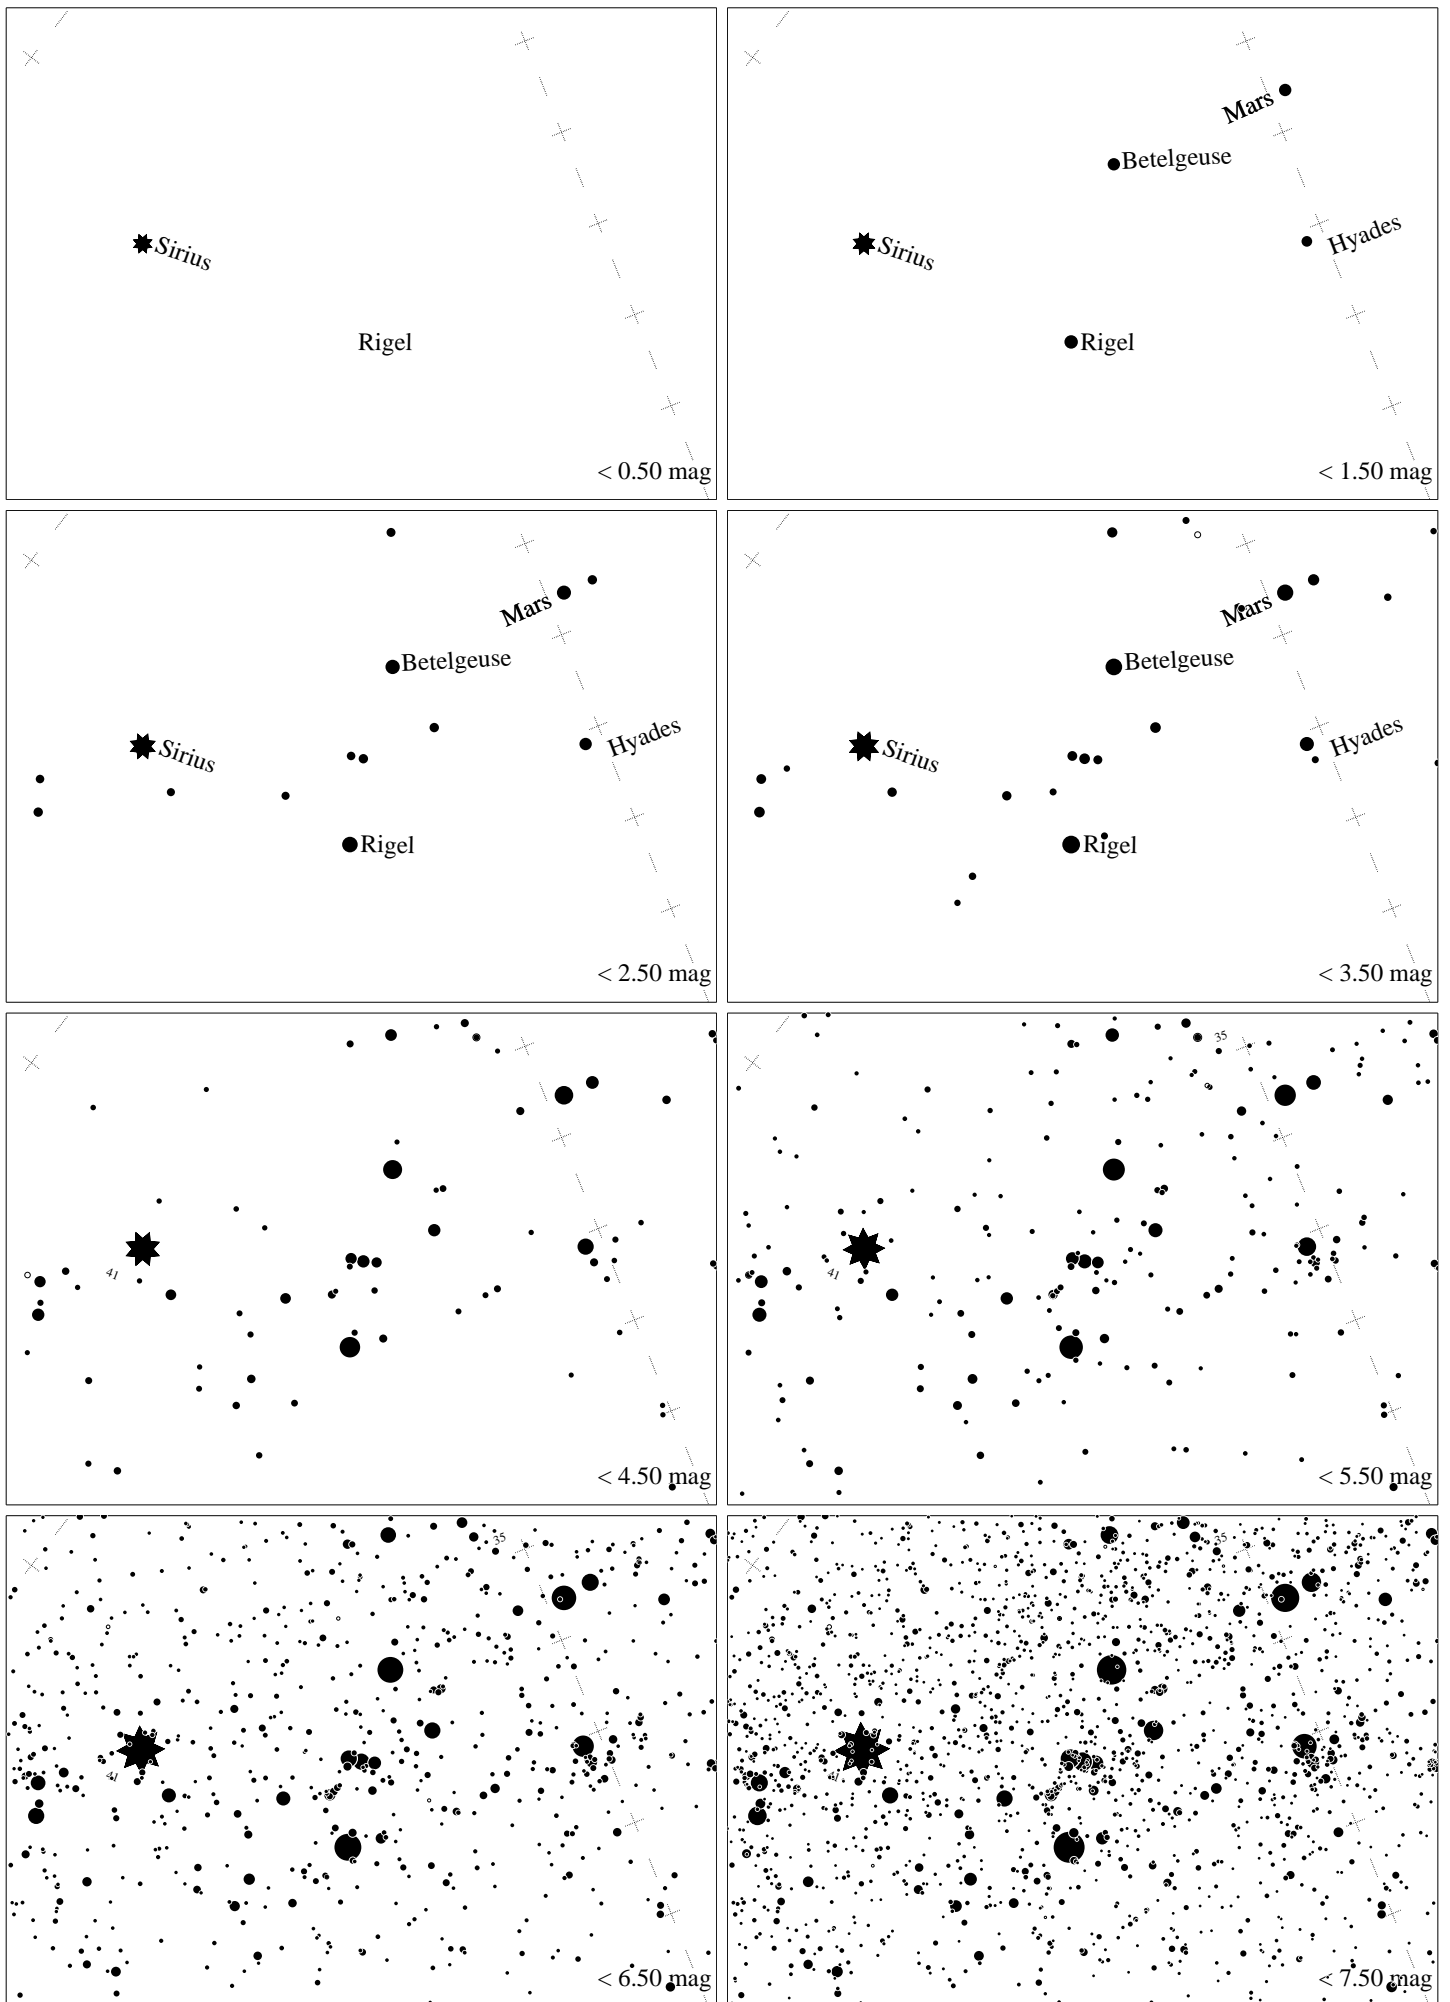 Sirius
Rigel
< 0.50 mag
Mars
Betelgeuse
Hyades
Sirius
Rigel
< 1.50 mag
Mars
Betelgeuse
Hyades
Sirius
Rigel
< 2.50 mag
Mars
Betelgeuse
Hyades
Sirius
Rigel
< 3.50 mag
41
< 4.50 mag
35
41
< 5.50 mag
35
41
< 6.50 mag
35
41
< 7.50 mag